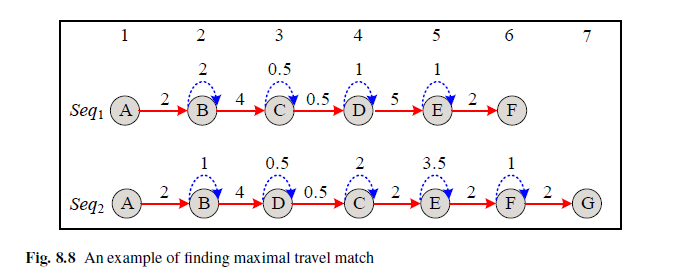 1 2 3 4 5 6 7
2 0.5 1 1
Seq1 A 2 B 4 C 0.5 D 5 E 2 F
1 0.5 2 3.5 1
Seq2 A 2 B 4 D 0.5 C 2 E 2 F 2 G
Fig. 8.8 An example of finding maximal travel match